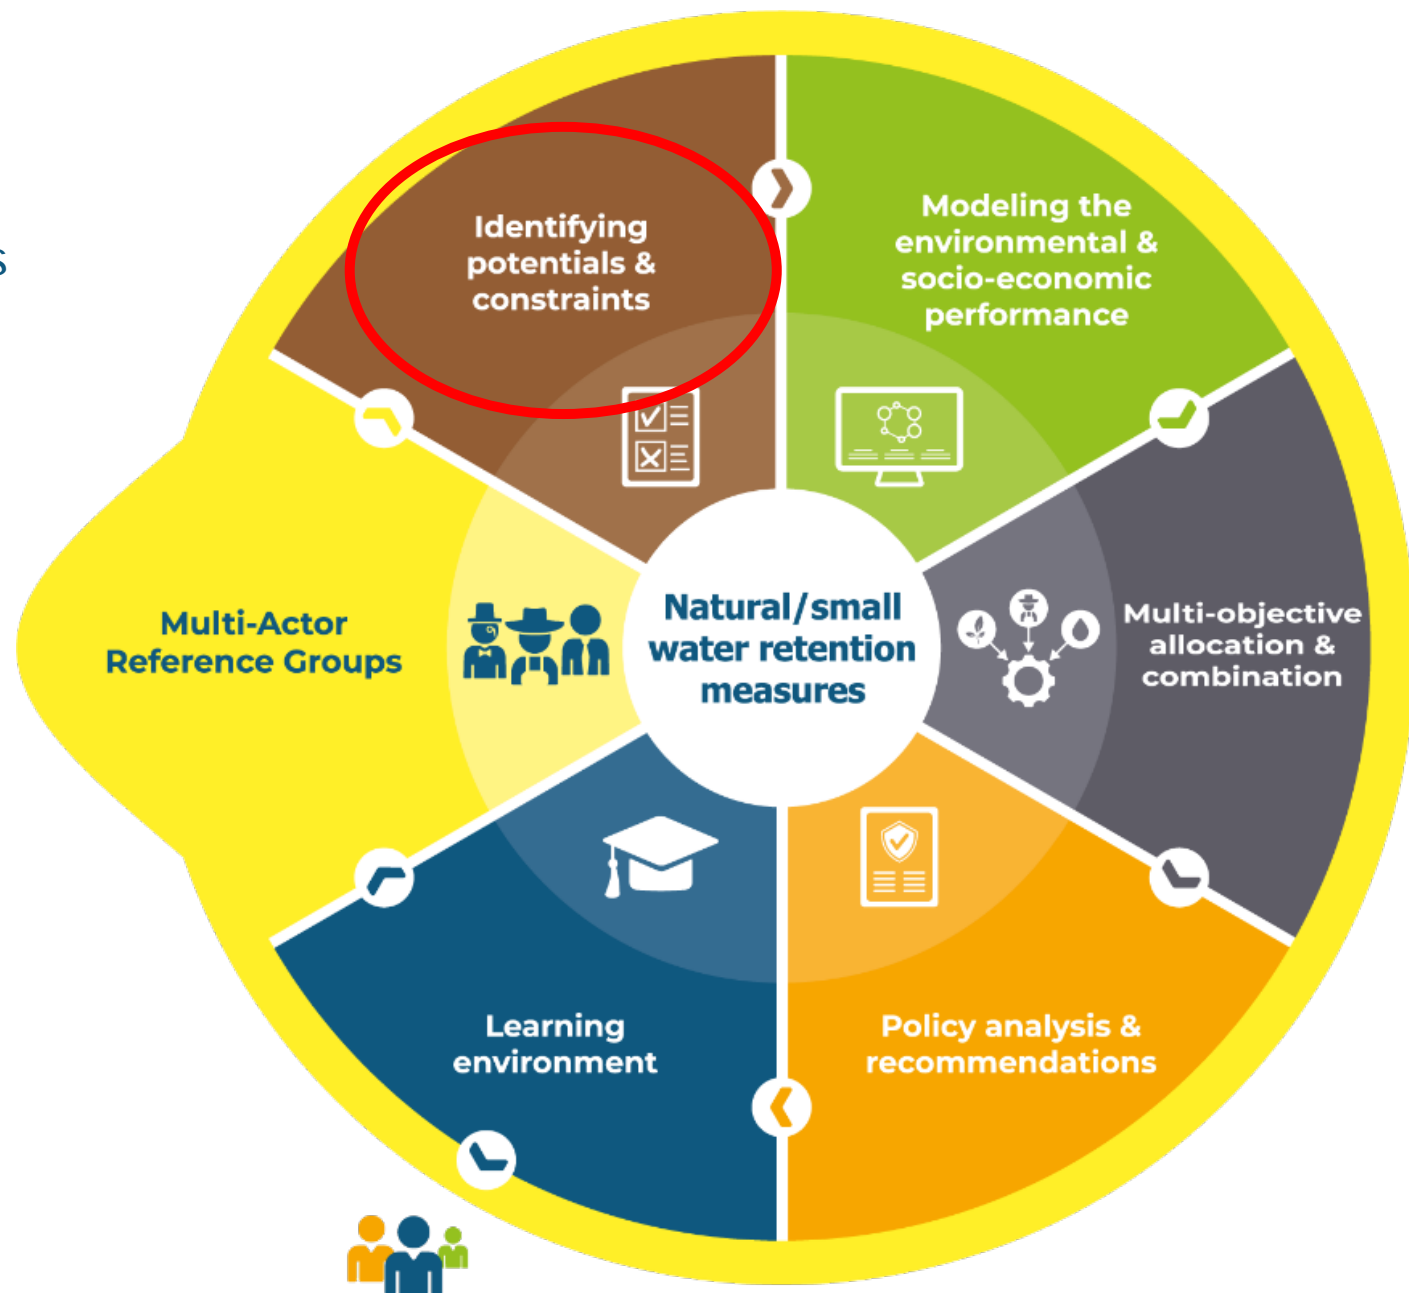 s
Identifying
potentials &
constraints
Modeling the
environmental &
socio-economic
performance
Multi-Actor
Reference Groups
Natural/small
water retention
measures
Multi-objective
allocation &
combination
Learning
environment
Policy analysis &
recommendations